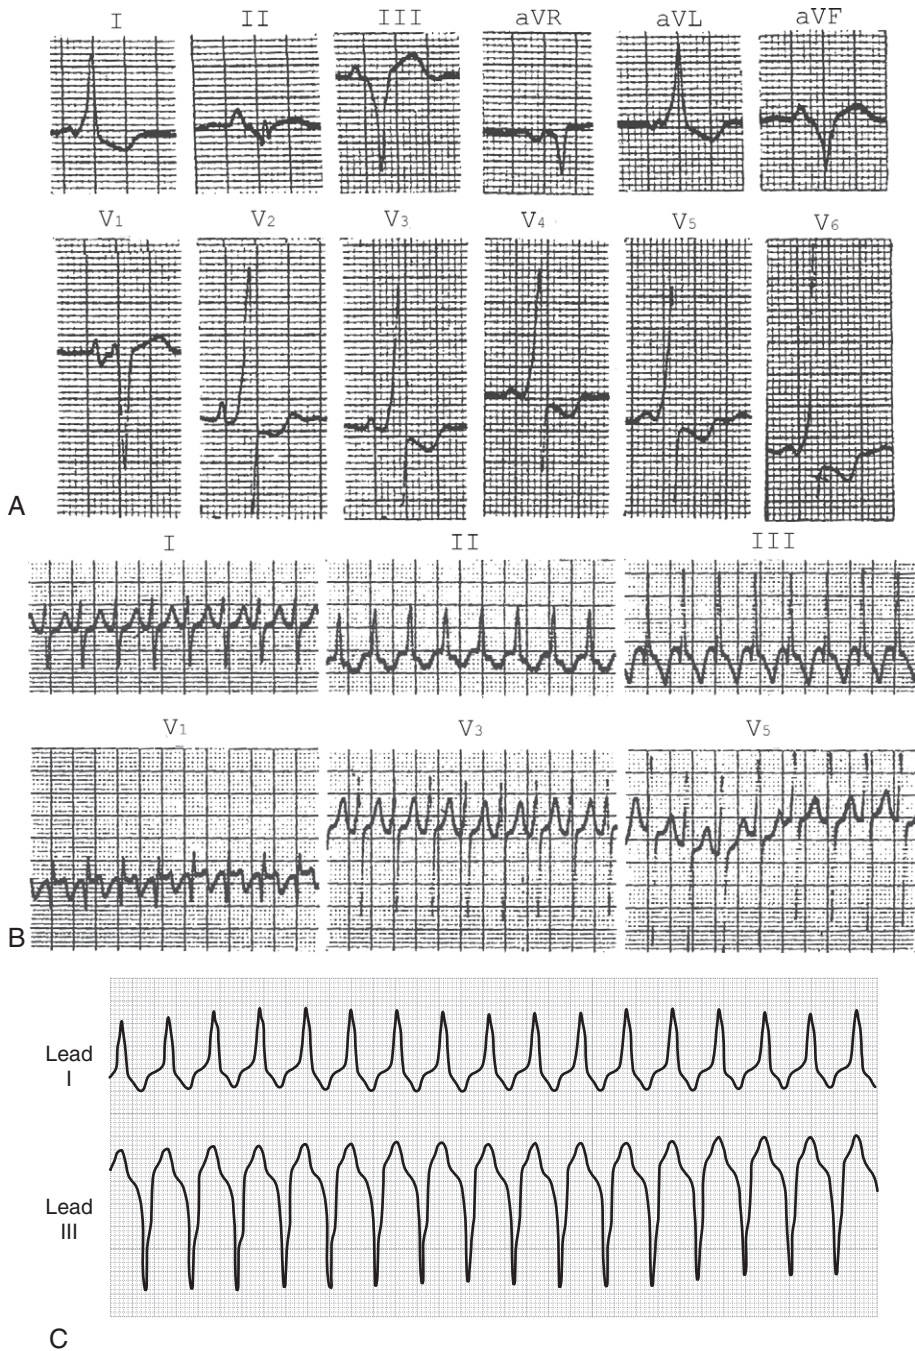 I II III aVR aVL aVF
V1 V2 V3 V4 V5 V6
A
I II III
V1 V3 V5
B
Lead
I
Lead
III
C